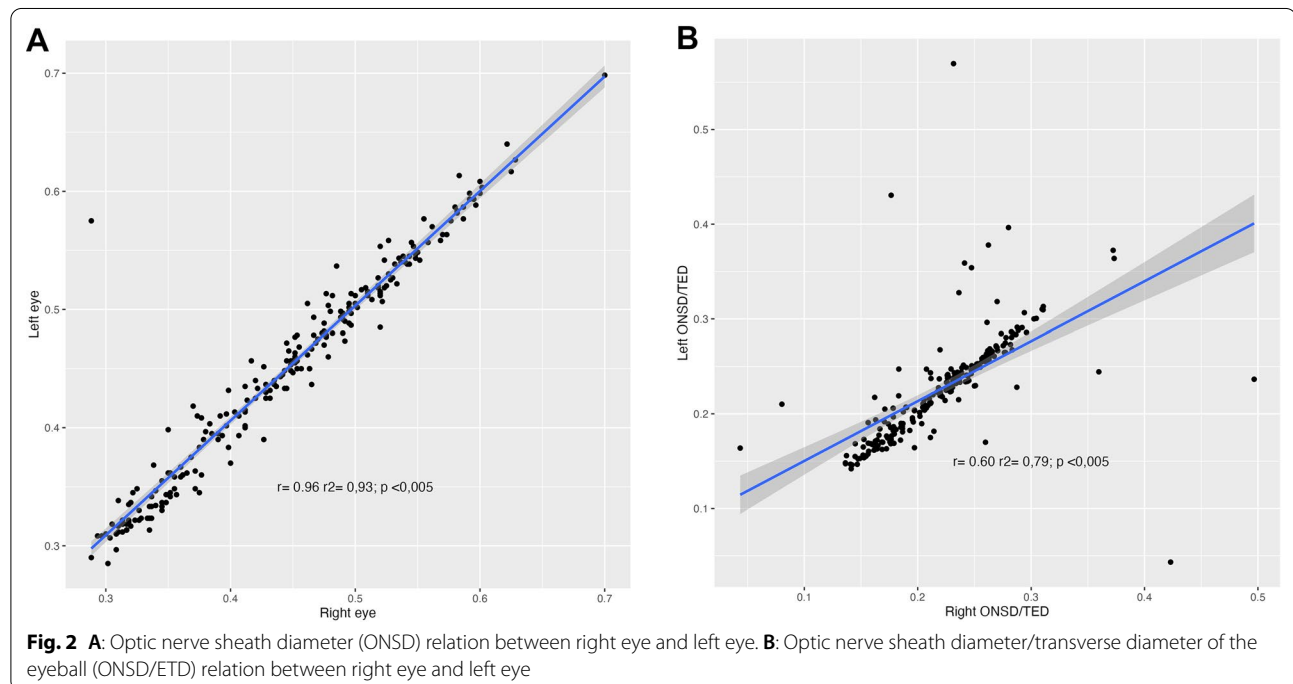 A
0.7
0.6
0.5
0.4
0.3
Left eye
r= 0.96 r2= 0,93; p <0,005
0.3 0.4 0.5 0.6 0.7
Right eye
B
0.5
0.4
0.3
0.2
0.1
Left ONSD/TED
r= 0.60 r2= 0,79; p <0,005
0.1 0.2 0.3 0.4 0.5
Right ONSD/TED
Fig. 2 A: Optic nerve sheath diameter (ONSD) relation between right eye and left eye. B: Optic nerve sheath diameter/transverse diameter of the
eyeball (ONSD/ETD) relation between right eye and left eye